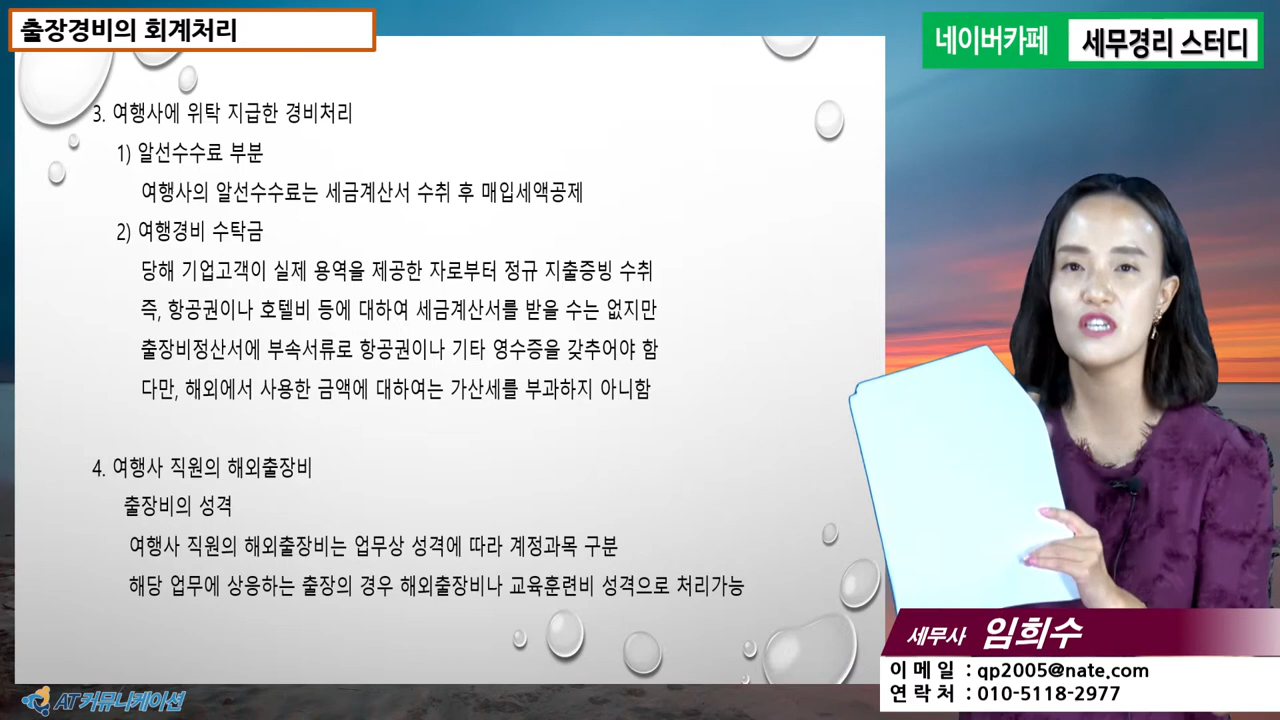 출장경비의 회계처리
네이버카페 세무경리 스터디
3. 여행사에 위탁 지급한 경비처리
1) 알선수수료 부분
여행사의 알선수수료는 세금계산서 수취 후 매입세액공제
2) 여행경비 수탁금
당해 기업고객이 실제 용역을 제공한 자로부터 정규 지출증빙 수취
즉, 항공권이나 호텔비 등에 대하여 세금계산서를 받을 수는 없지만
출장비정산서에 부속서류로 항공권이나 기타 영수증을 갖추어야 함
다만, 해외에서 사용한 금액에 대하여는 가산세를 부과하지 아니함
4. 여행사 직원의 해외출장비
출장비의 성격
여행사 직원의 해외출장비는 업무상 성격에 따라 계정과목 구분
해당 업무에 상응하는 출장의 경우 해외출장비나 교육훈련비 성격으로 처리가능
세무사 임희수
이 메 일 : qp2005@nate.com
연 락 처 : 010-5118-2977
AT커뮤니케이션